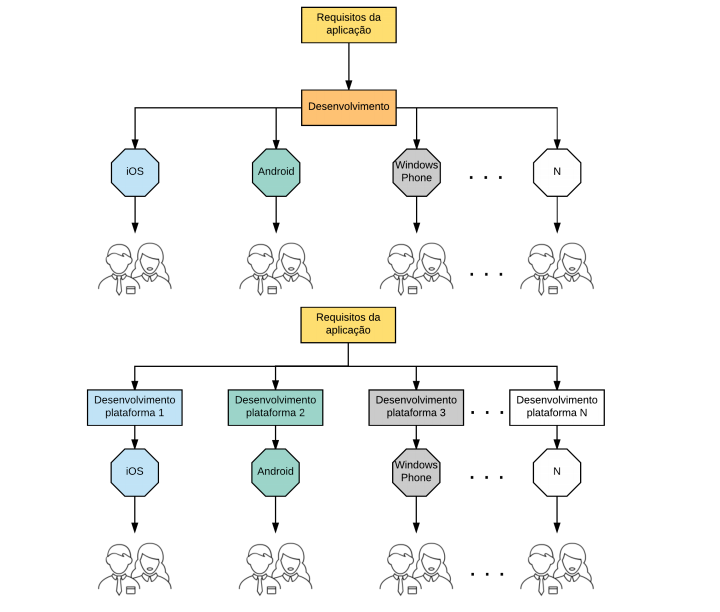 Requisitos da
aplicação
Desenvolvimento
iOS
Android
Windows
Phone
. . .
N
. . .
Requisitos da
aplicação
Desenvolvimento
plataforma 1
Desenvolvimento
plataforma 2
Desenvolvimento
plataforma 3
. . .
Desenvolvimento
plataforma N
iOS
Android
Windows
Phone
. . .
N
. . .